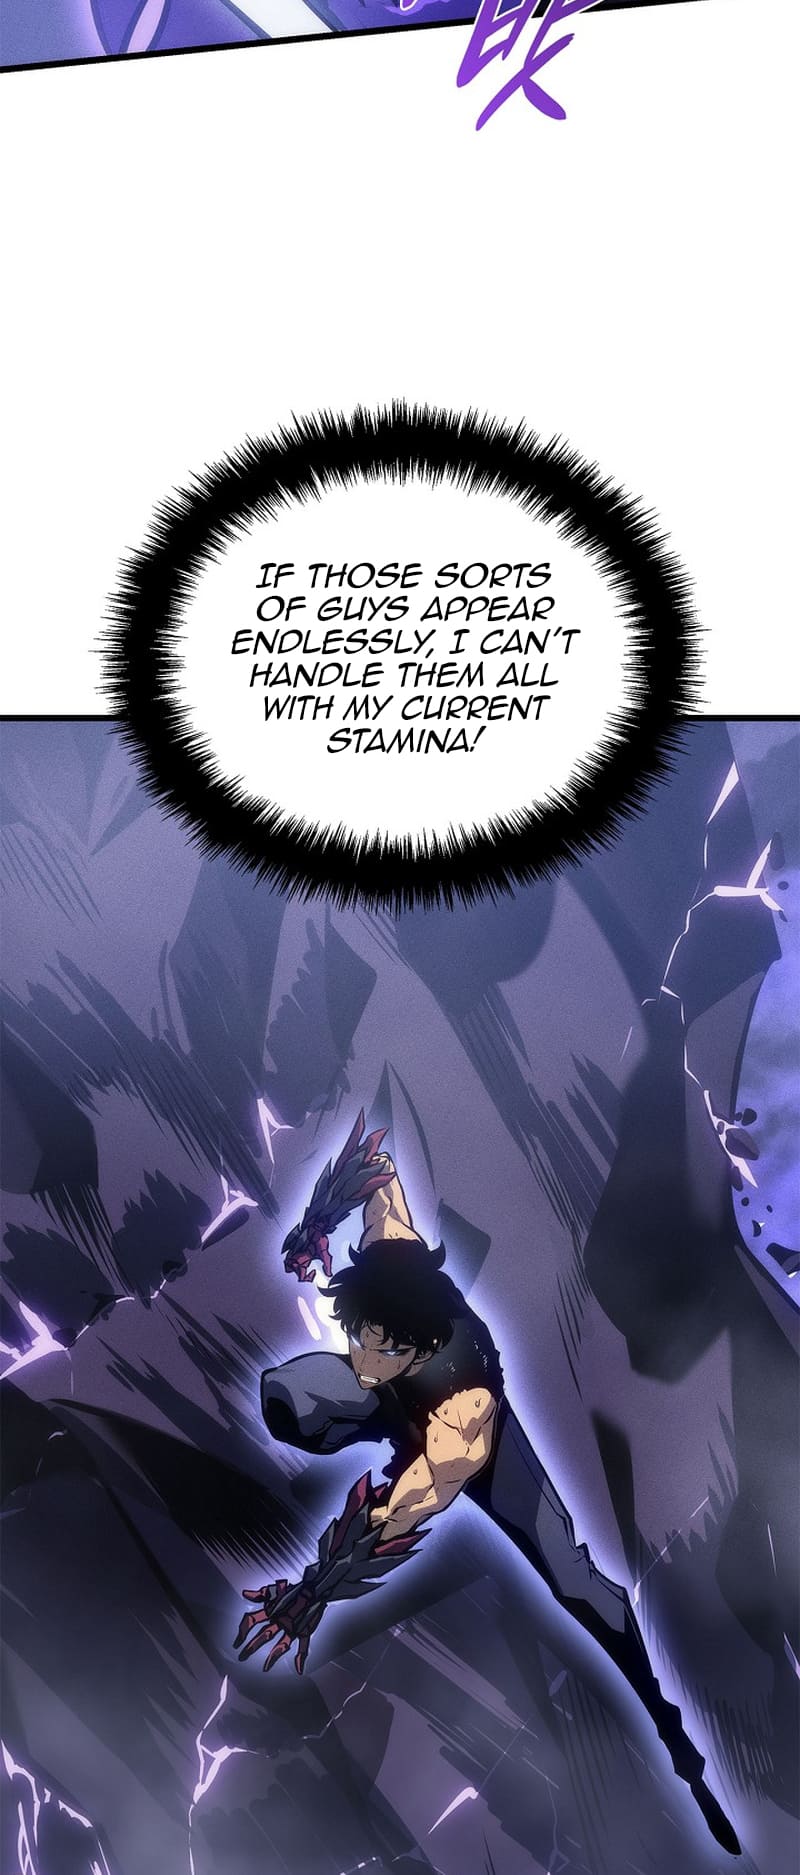 IF THOSE SORTS
OF GUYS APPEAR
ENDLESSLY, I CAN'T
HANDLE THEM ALL
WITH MY CURRENT
STAMINA!